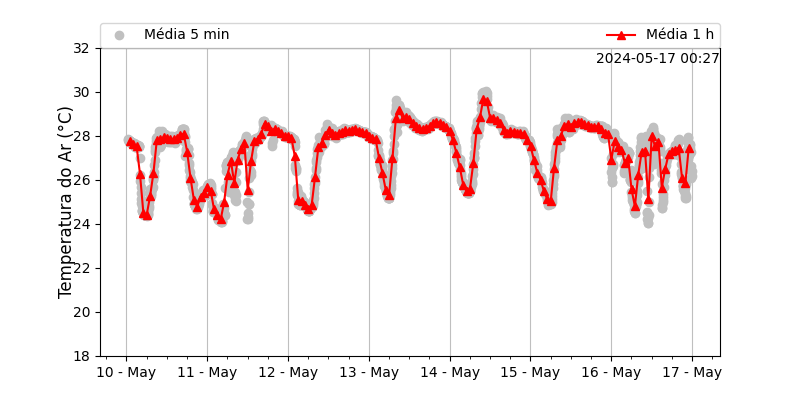 Média 5 min
Média 1 h
2024-05-17 00:27
Temperatura do Ar (°C)
32
30
28
26
24
22
20
18
10 - May
11 - May
12 - May
13 - May
14 - May
15 - May
16 - May
17 - May